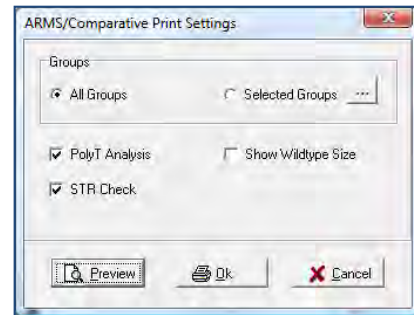 ARMS/Comparative Print Settings
Groups
All Groups Selected Groups ...
PolyT Analysis Show Wildtype Size
STR Check
Preview Ok Cancel